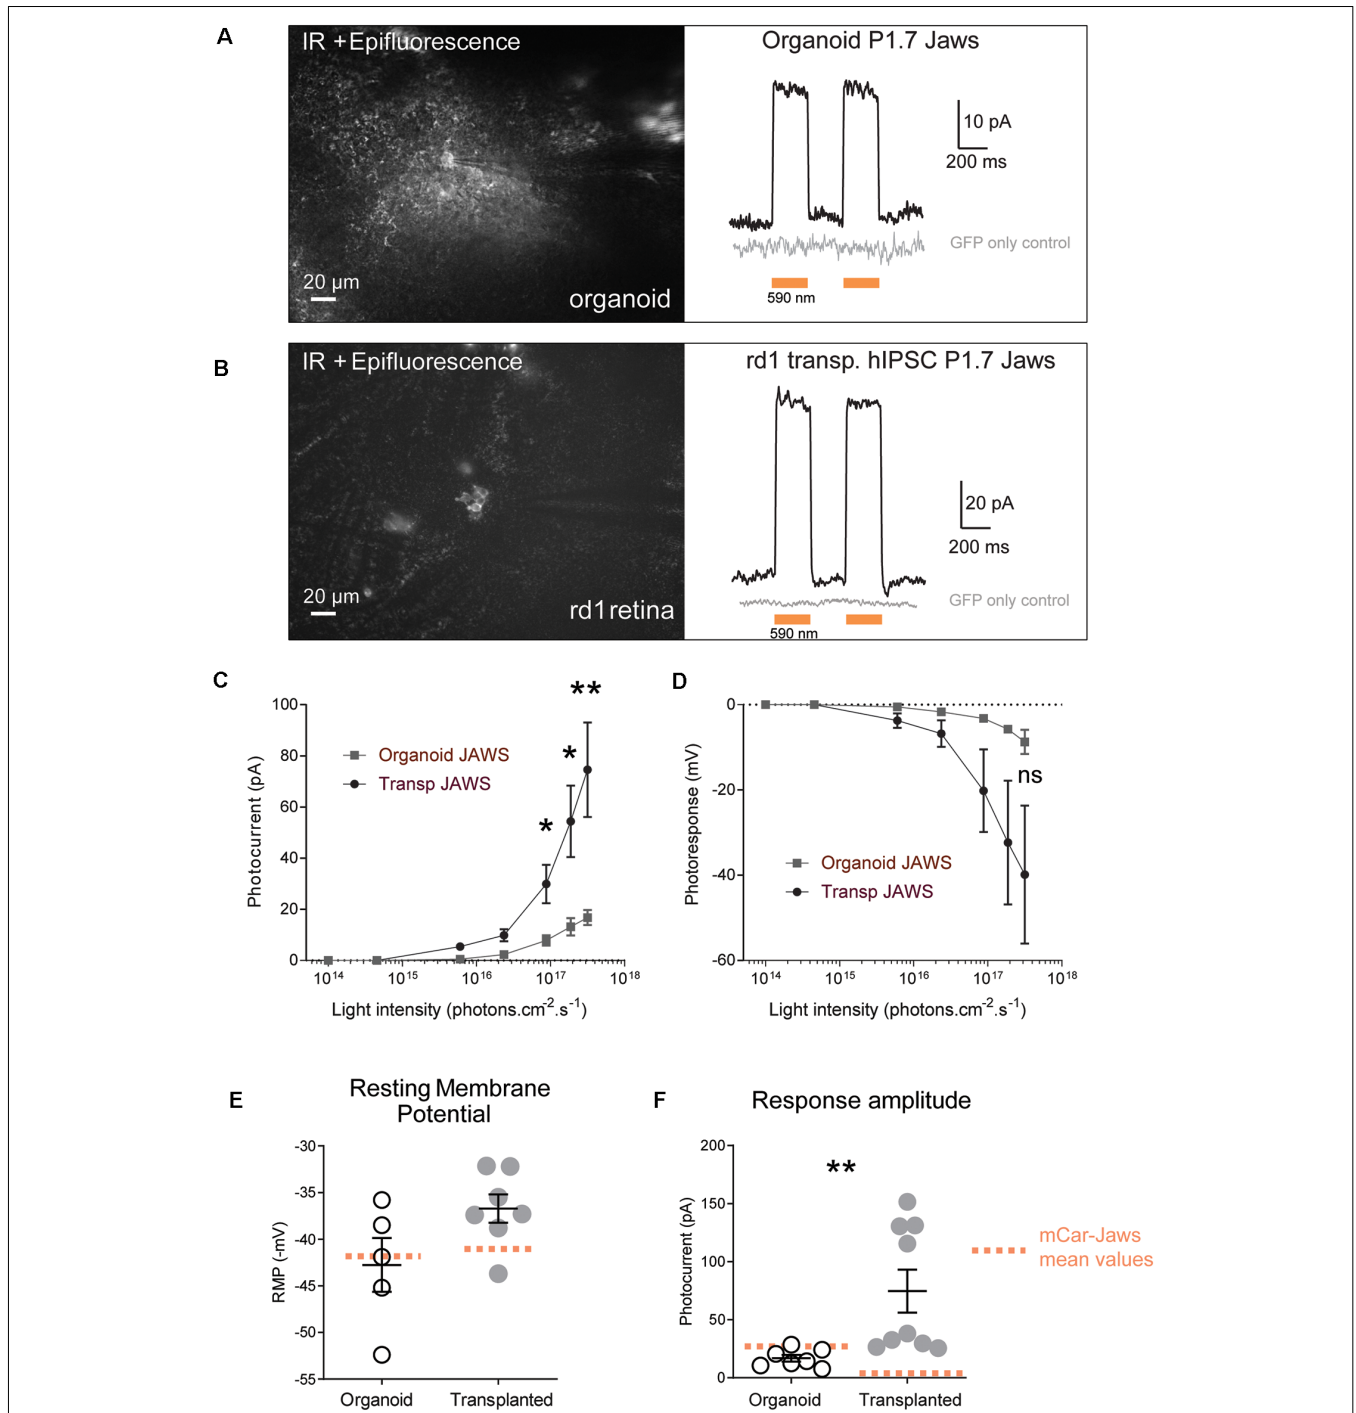 A
IR + Epifluorescence
20 µm
organoid
Organoid P1.7 Jaws
10 pA
200 ms
GFP only control
590 nm
B
IR + Epifluorescence
20 µm
rd1 retina
rd1 transp. hIPSC P1.7 Jaws
20 pA
200 ms
GFP only control
590 nm
C
**
*
*
Organoid JAWS
Transp JAWS
Photocurrent (pA)
100
80
60
40
20
0
10^14 10^15 10^16 10^17 10^18
Light intensity (photons.cm^-2.s^-1)
D
Photoresponse (mV)
0
-20
-40
-60
ns
Organoid JAWS
Transp JAWS
10^14 10^15 10^16 10^17 10^18
Light intensity (photons.cm^-2.s^-1)
E
Resting Membrane
Potential
RMP (-mV)
-30
-35
-40
-45
-50
-55
Organoid Transplanted
F
Response amplitude
**
Photocurrent (pA)
200
150
100
50
0
Organoid Transplanted
mCar-Jaws
mean values